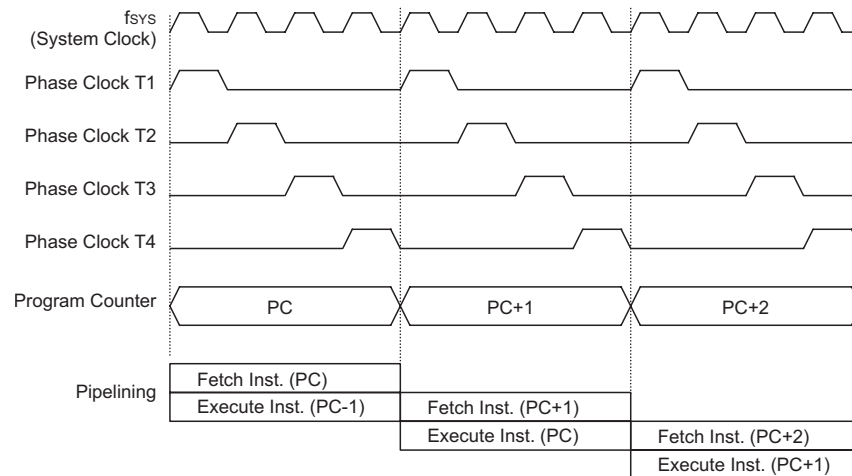 fSYS
(System Clock)
Phase Clock T1
Phase Clock T2
Phase Clock T3
Phase Clock T4
Program Counter PC PC+1 PC+2
Pipelining
Fetch Inst. (PC)
Execute Inst. (PC-1) Fetch Inst. (PC+1)
Execute Inst. (PC) Fetch Inst. (PC+2)
Execute Inst. (PC+1)